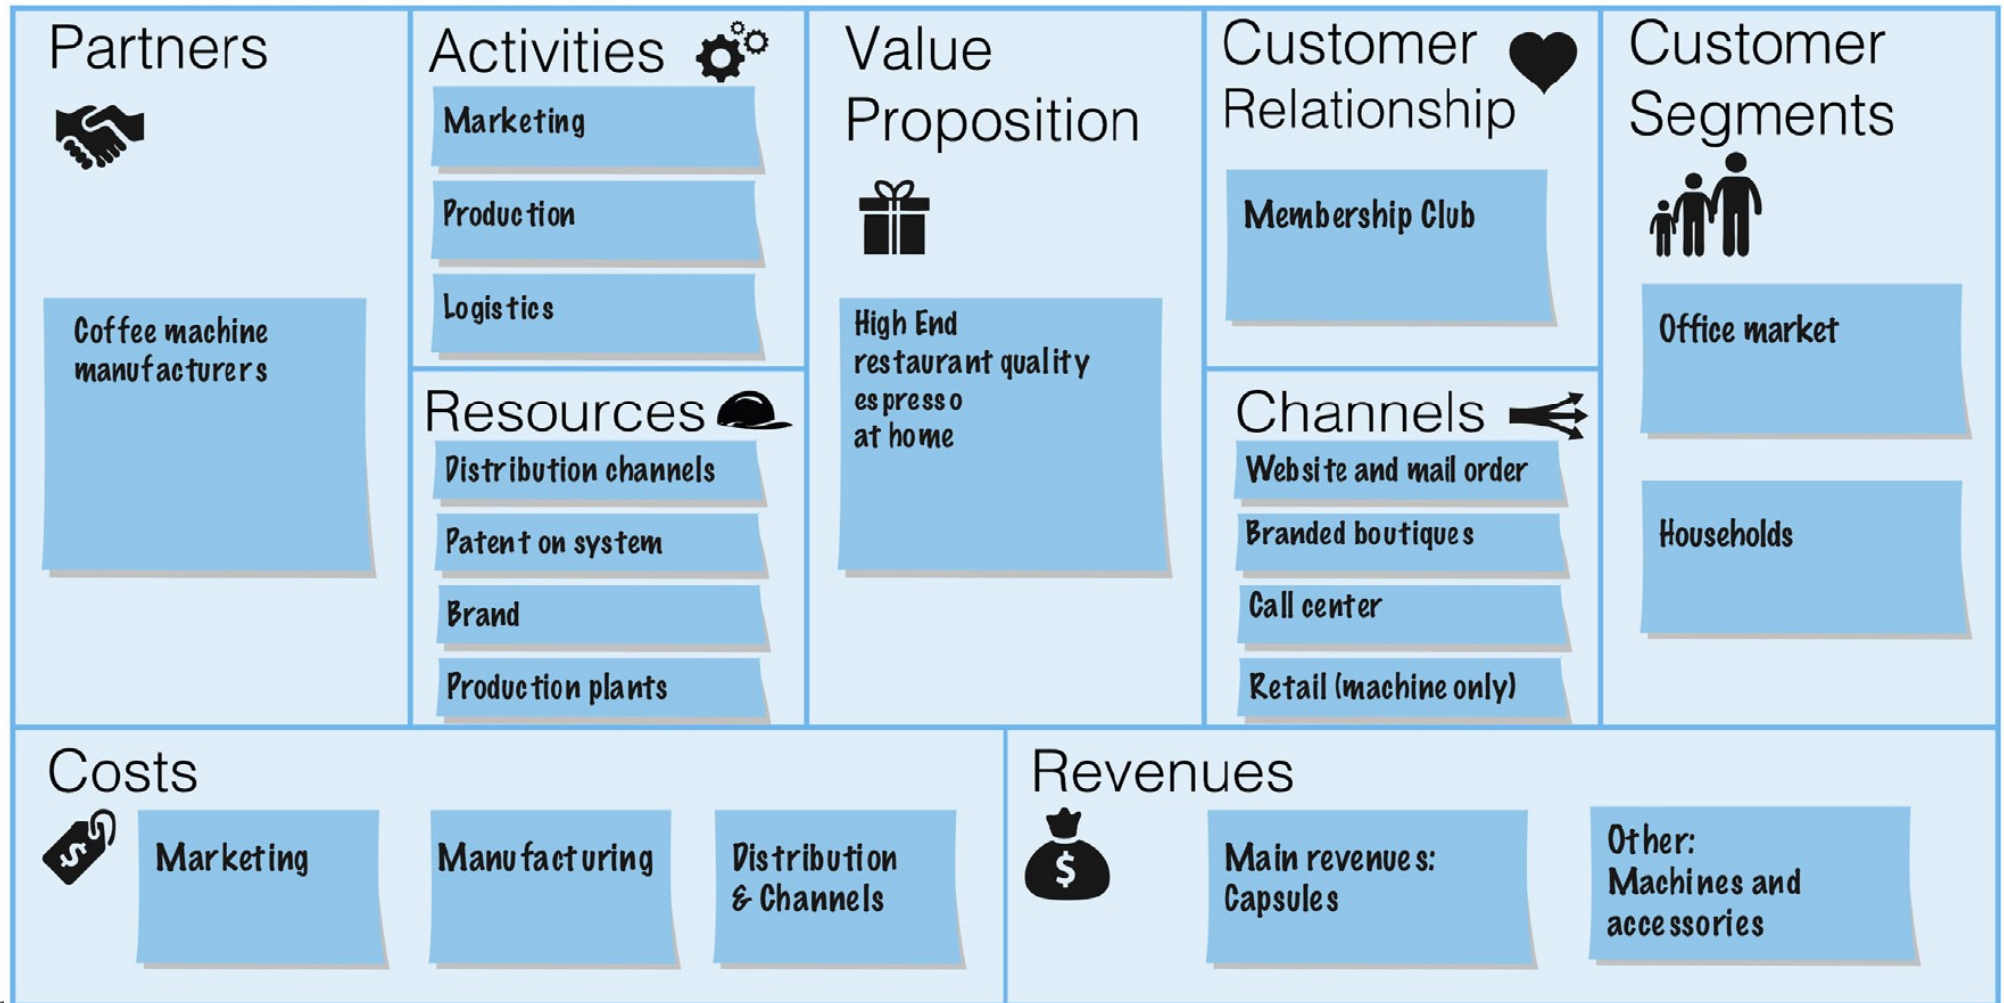 Partners
Coffee machine
manufacturers
Activities
Marketing
Production
Logistics
Resources
Distribution channels
Patent on system
Brand
Production plants
Value
Proposition
High End
restaurant quality
espresso
at home
Customer
Relationship
Membership Club
Channels
Website and mail order
Branded boutiques
Call center
Retail (machine only)
Customer
Segments
Office market
Households
Costs
$
Marketing
Manufacturing
Distribution
& Channels
Revenues
$
Main revenues:
Capsules
Other:
Machines and
accessories